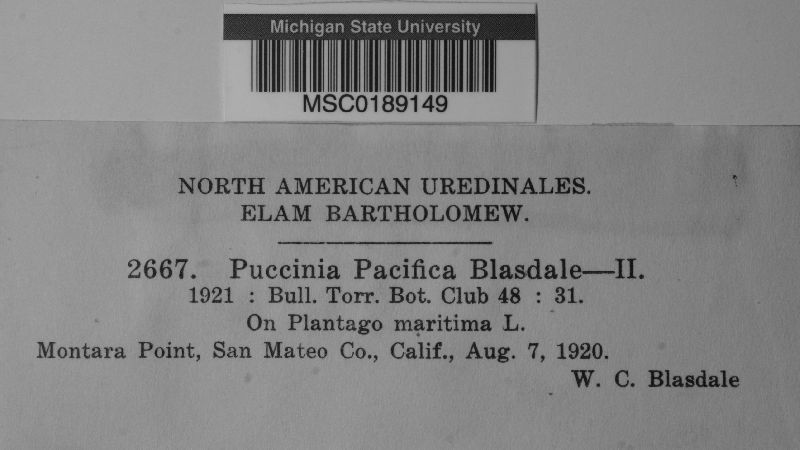 Michigan State University
MSC0189149
NORTH AMERICAN UREDINALES.
ELAM BARTHOLOMEW.
2667. Puccinia Pacifica Blasdale—II.
1921 : Bull. Torr. Bot. Club 48 : 31.
On Plantago maritima L.
Montara Point, San Mateo Co., Calif., Aug. 7, 1920.
W. C. Blasdale